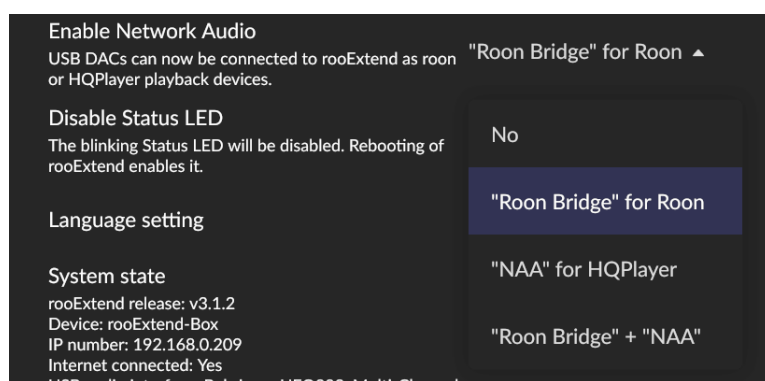 Enable Network Audio
USB DACs can now be connected to rooExtend as roon
or HQPlayer playback devices.
"Roon Bridge" for Roon
Disable Status LED
The blinking Status LED will be disabled. Rebooting of
rooExtend enables it.
Language setting
System state
rooExtend release: v3.1.2
Device: rooExtend-Box
IP number: 192.168.0.209
Internet connected: Yes
No
"Roon Bridge" for Roon
"NAA" for HQPlayer
"Roon Bridge" + "NAA"